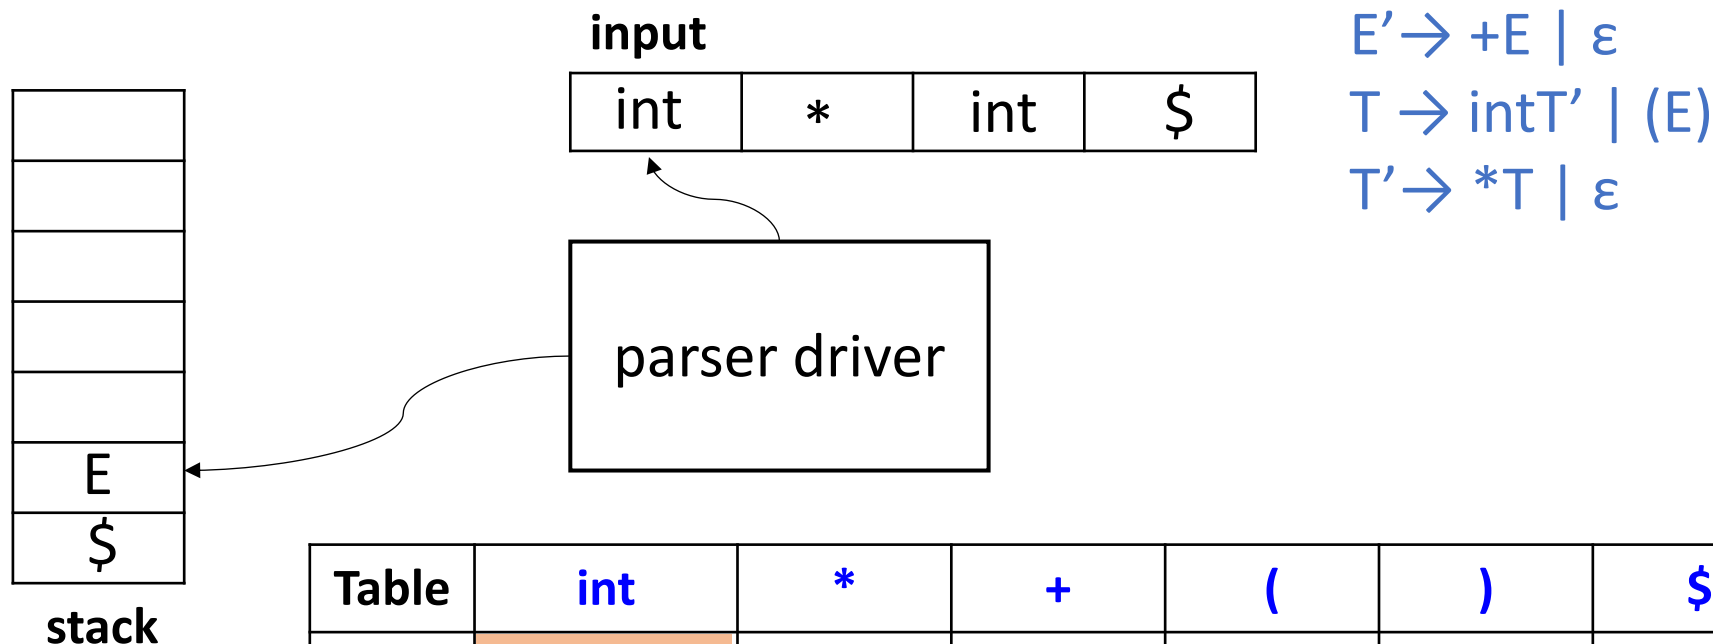 input
int * int $
E’→ +E | ε
T → intT’ | (E)
T’→ *T | ε
parser driver
E
$
stack
Table int * + ( ) $